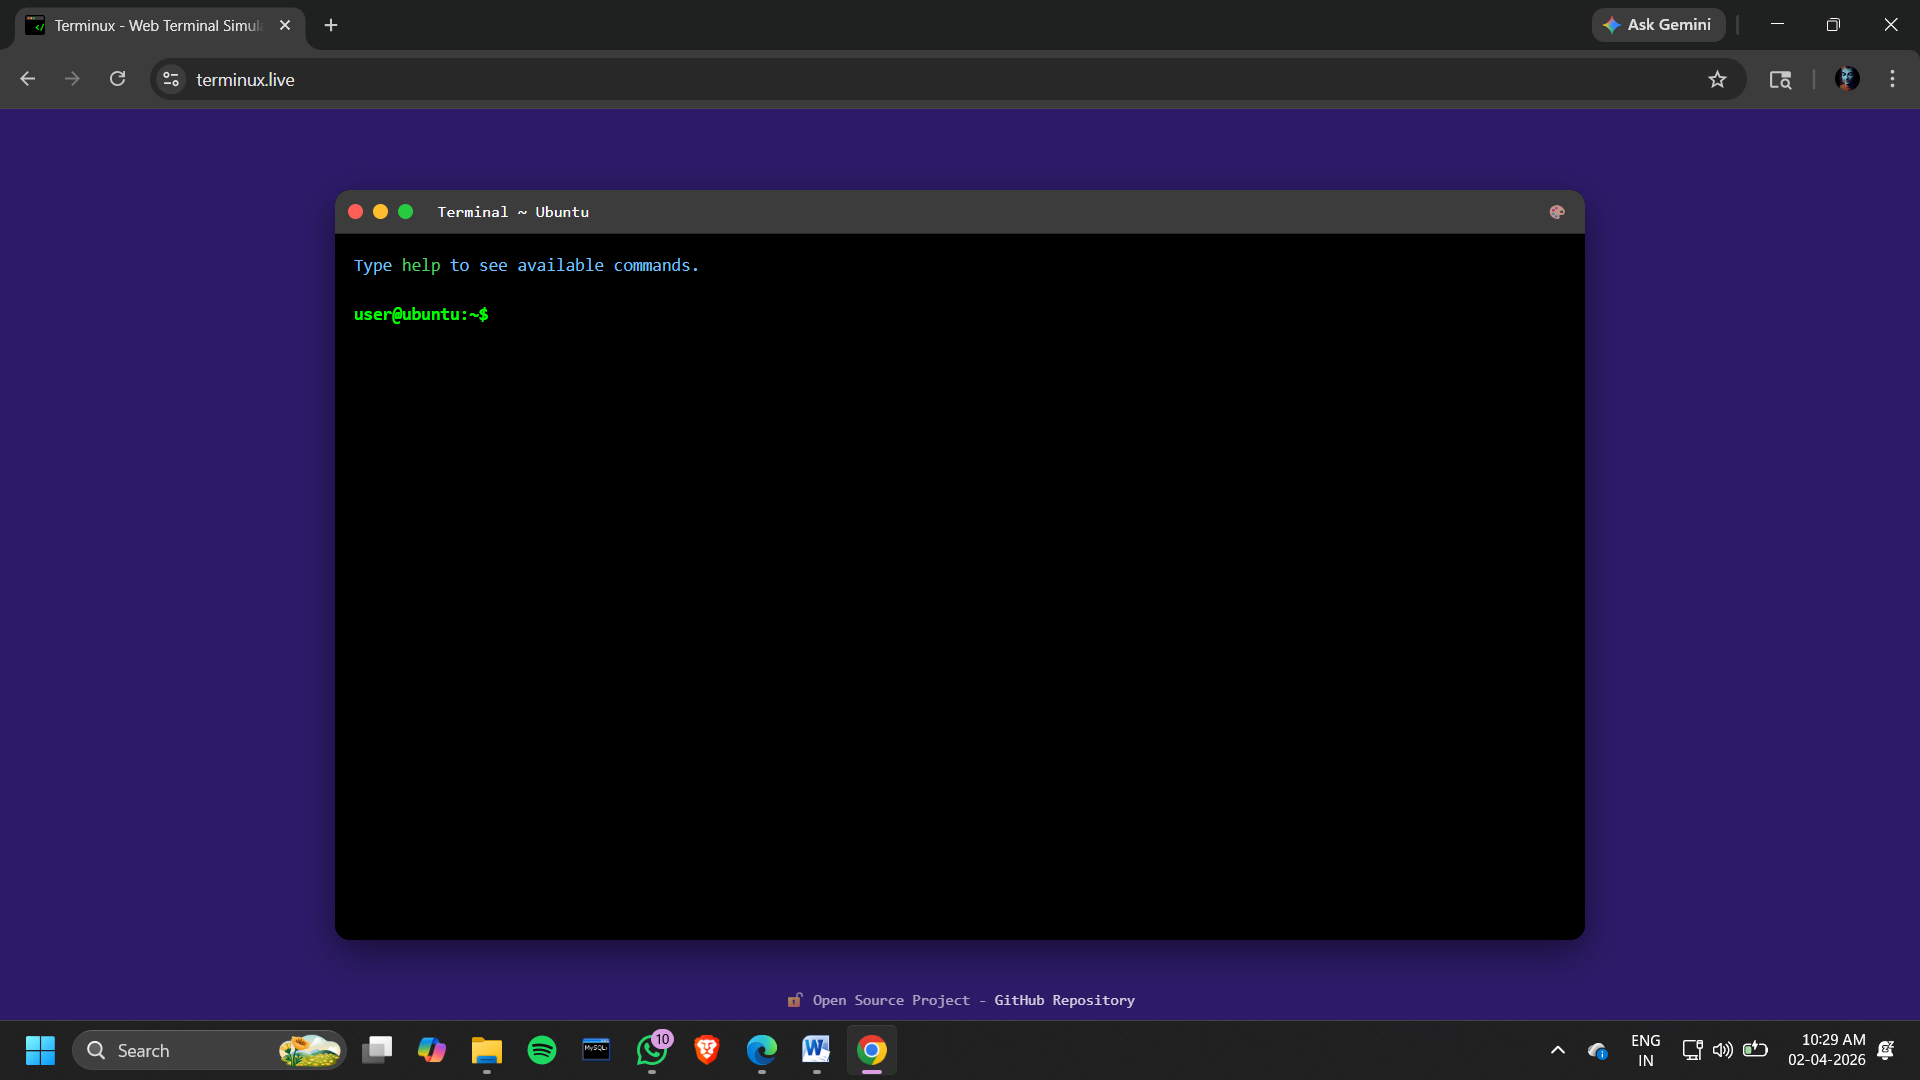 Terminux - Web Terminal Simul
Ask Gemini
terminux.live
Terminal ~ Ubuntu
Type help to see available commands.
user@ubuntu:~$
Open Source Project - GitHub Repository
Search
MySQL
10
W
ENG
IN
10:29 AM
02-04-2026